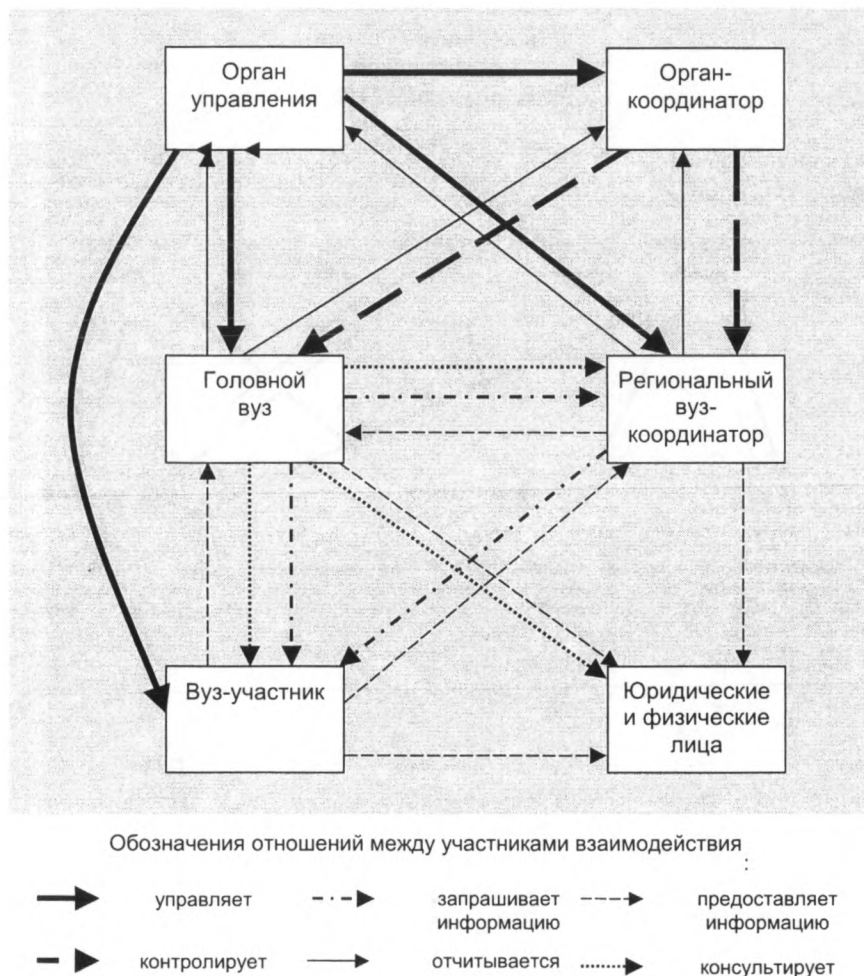 Орган
управления
Орган-
координатор
Головной
вуз
Региональный
вуз-
координатор
Вуз-участник
Юридические
и физические
лица
Обозначения отношений между участниками взаимодействия
:
управляет
запрашивает
информацию
предоставляет
информацию
контролирует
отчитывается
консультирует